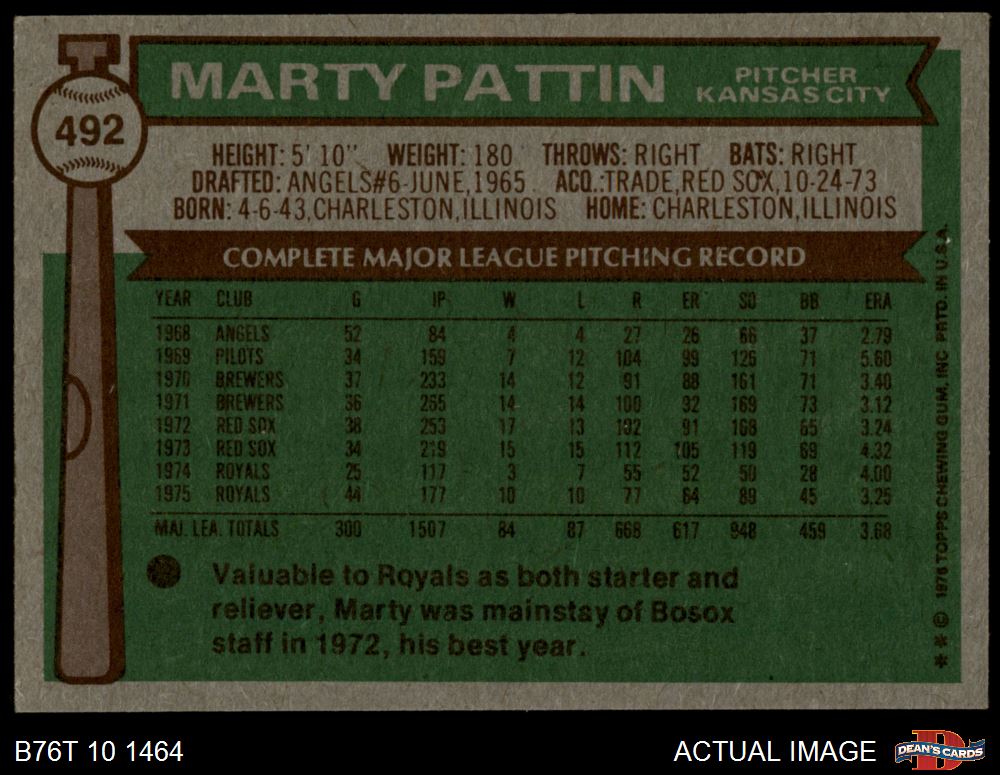 MARTY PATTIN
PITCHER
KANSAS CITY
492
HEIGHT: 5' 10" WEIGHT: 180 THROWS: RIGHT BATS: RIGHT
DRAFTED: ANGELS#6-JUNE,1965 ACQ.:TRADE,RED SOX,10-24-73
BORN: 4-6-43,CHARLESTON,ILLINOIS HOME: CHARLESTON,ILLINOIS
COMPLETE MAJOR LEAGUE PITCHING RECORD
YEAR CLUB G IP W L R ER SO BB ERA
1968 ANGELS 52 84 4 4 27 26 66 37 2.79
1969 PILOTS 34 159 7 12 104 99 126 71 5.60
1970 BREWERS 37 233 14 12 91 88 161 71 3.40
1971 BREWERS 36 265 14 14 100 92 169 73 3.12
1972 RED SOX 38 253 17 13 102 91 168 65 3.24
1973 RED SOX 34 219 15 15 112 105 119 69 4.32
1974 ROYALS 25 117 3 7 55 52 50 28 4.00
1975 ROYALS 44 177 10 10 77 64 89 45 3.25
MAJ. LEA. TOTALS 300 1507 84 87 668 617 948 459 3.68
Valuable to Royals as both starter and
reliever, Marty was mainstay of Bosox
staff in 1972, his best year.
**© 1976 TOPPS CHEWING GUM, INC PRTD. IN U.S.A.
B76T 10 1464
ACTUAL IMAGE
D
DEAN'S CARDS